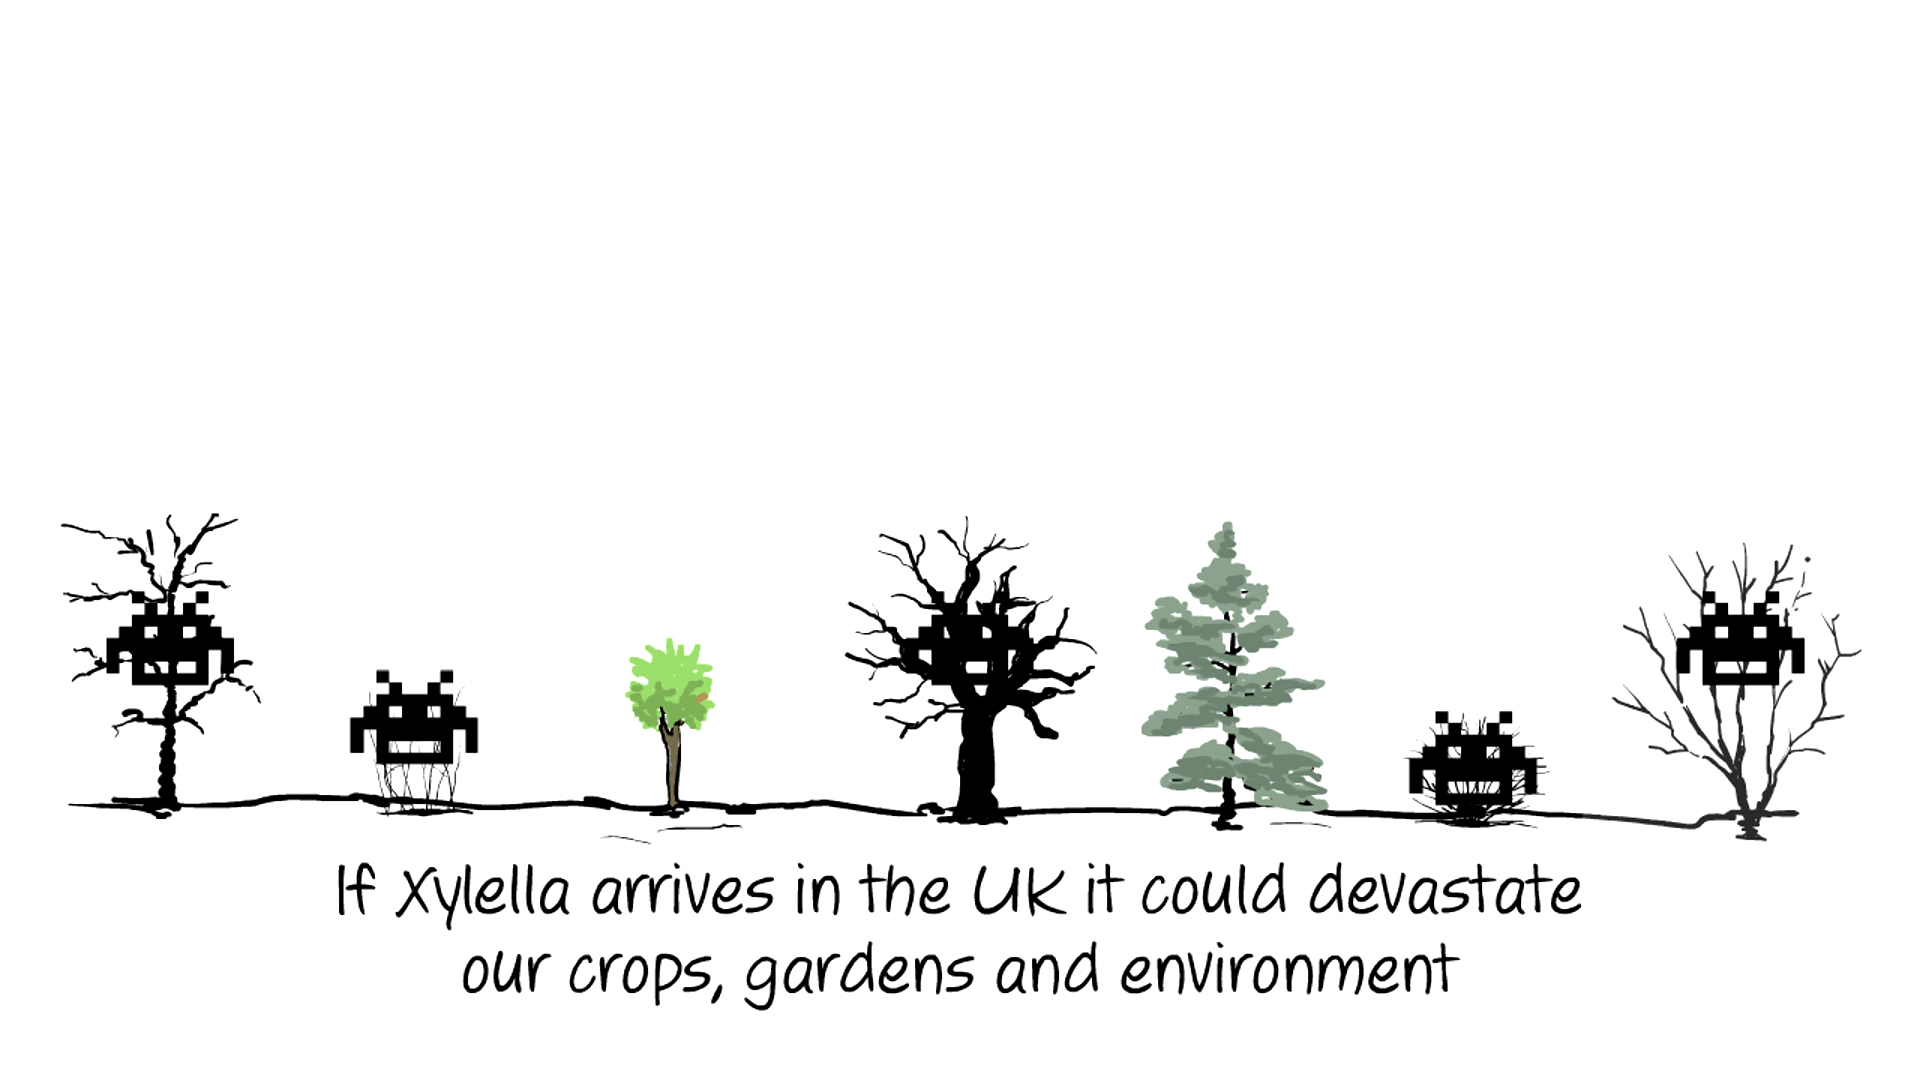 If Xylella arrives in the UK it could devastate
our crops, gardens and environment